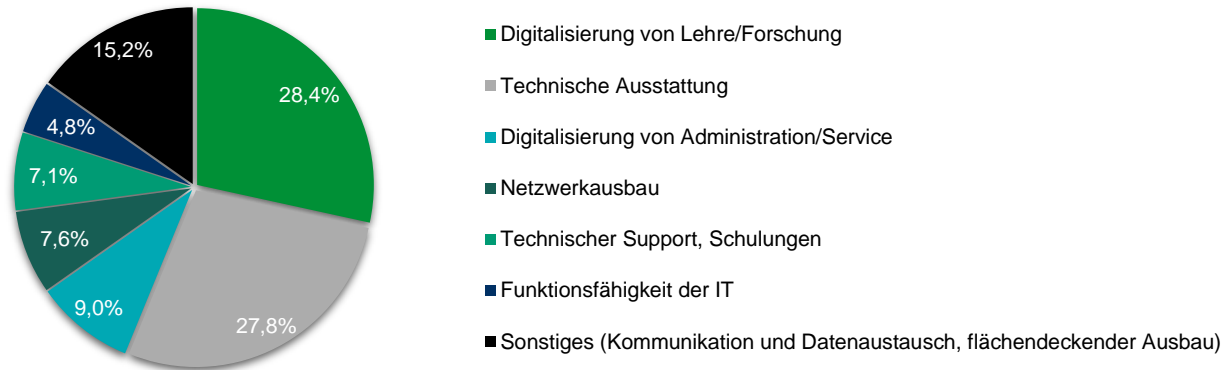 15,2%
28,4%
4,8%
7,1%
7,6%
9,0%
27,8%
Digitalisierung von Lehre/Forschung
Technische Ausstattung
Digitalisierung von Administration/Service
Netzwerkausbau
Technischer Support, Schulungen
Funktionsfähigkeit der IT
Sonstiges (Kommunikation und Datenaustausch, flächendeckender Ausbau)